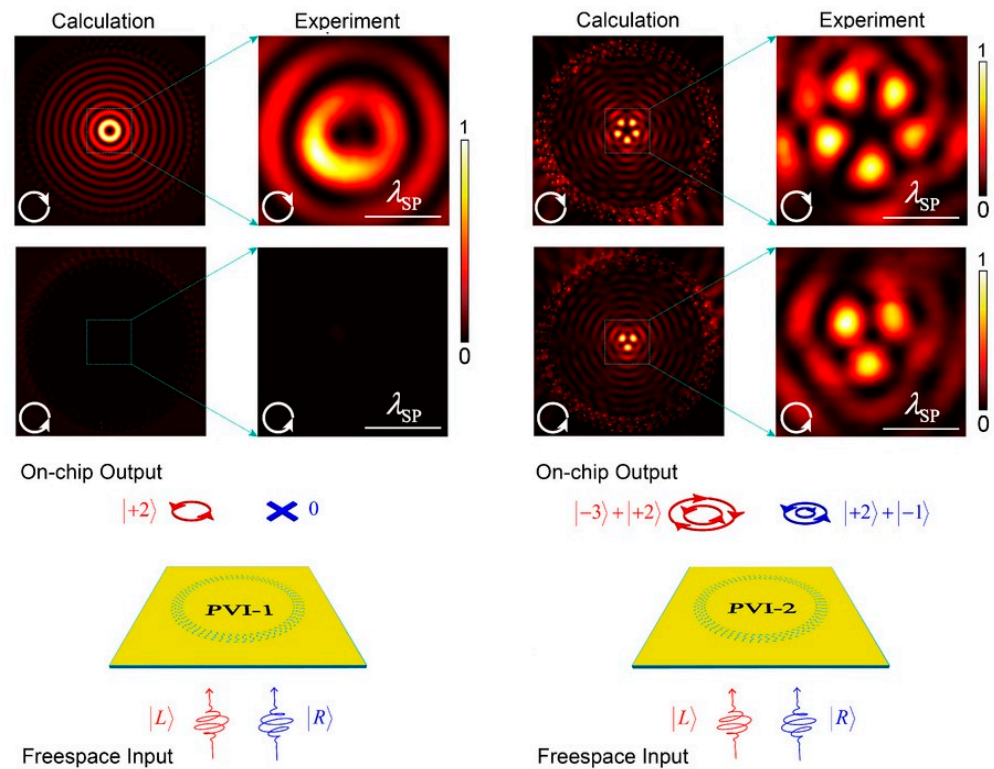 Calculation
Experiment
Calculation
Experiment
1
0
1
0
1
0
λSP
λSP
λSP
λSP
On-chip Output
|+2⟩
0
On-chip Output
|−3⟩+|+2⟩
|+2⟩+|−1⟩
PVI-1
PVI-2
|L⟩
|R⟩
|L⟩
|R⟩
Freespace Input
Freespace Input